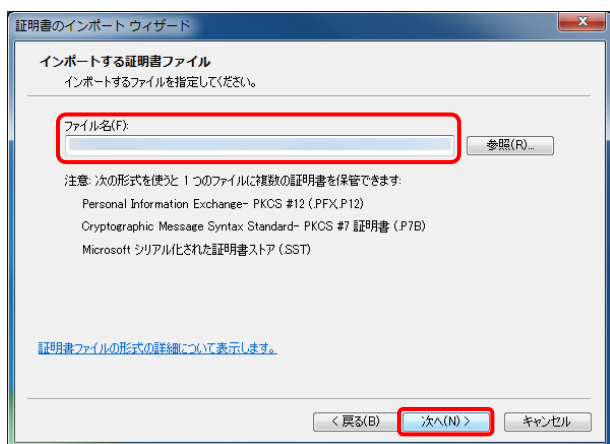 証明書のインポート ウィザード
インポートする証明書ファイル
インポートするファイルを指定してください。
ファイル名(F):
参照(R)...
注意: 次の形式を使うと 1 つのファイルに複数の証明書を保管できます:
Personal Information Exchange- PKCS #12 (.PFX,.P12)
Cryptographic Message Syntax Standard- PKCS #7 証明書 (.P7B)
Microsoft シリアル化された証明書ストア (.SST)
証明書ファイルの形式の詳細について表示します。
< 戻る(B)
次へ(N) >
キャンセル